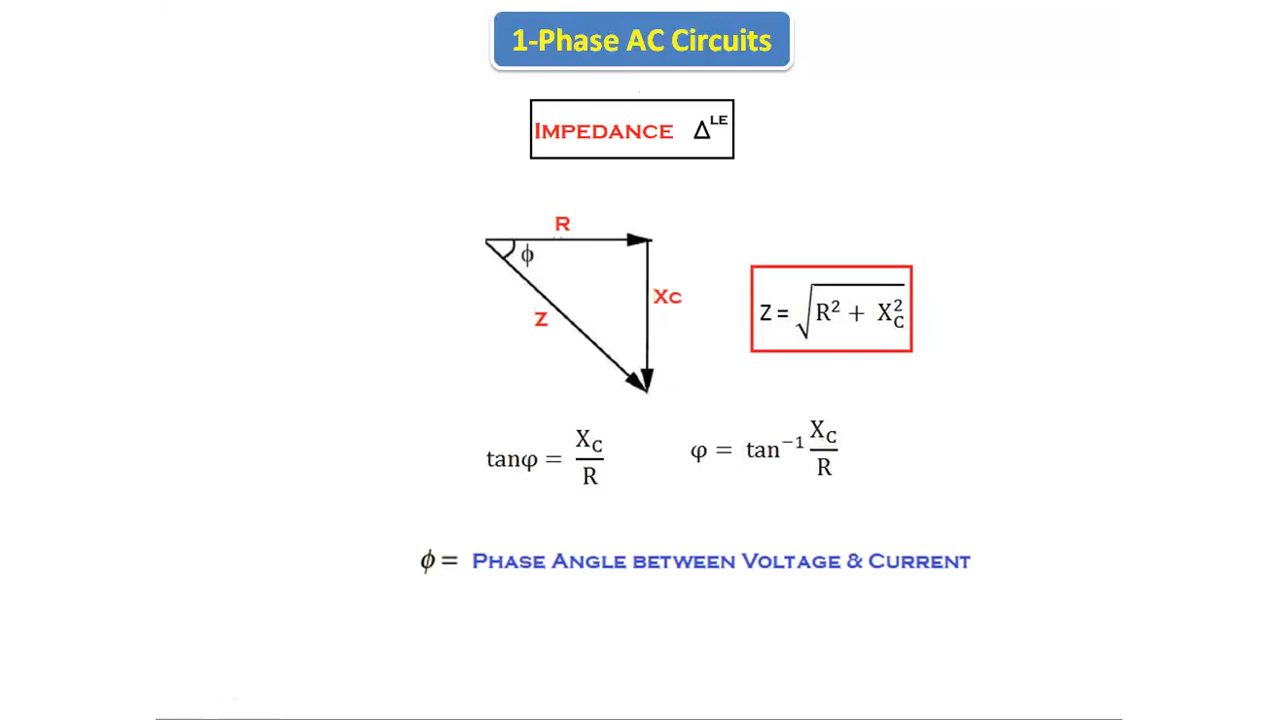 1-Phase AC Circuits
IMPEDANCE Δ^LE
R
ϕ
Xc
Z
Z = √(R² + X_C²)
tanφ = X_C/R
φ = tan⁻¹ X_C/R
ϕ = PHASE ANGLE BETWEEN VOLTAGE & CURRENT